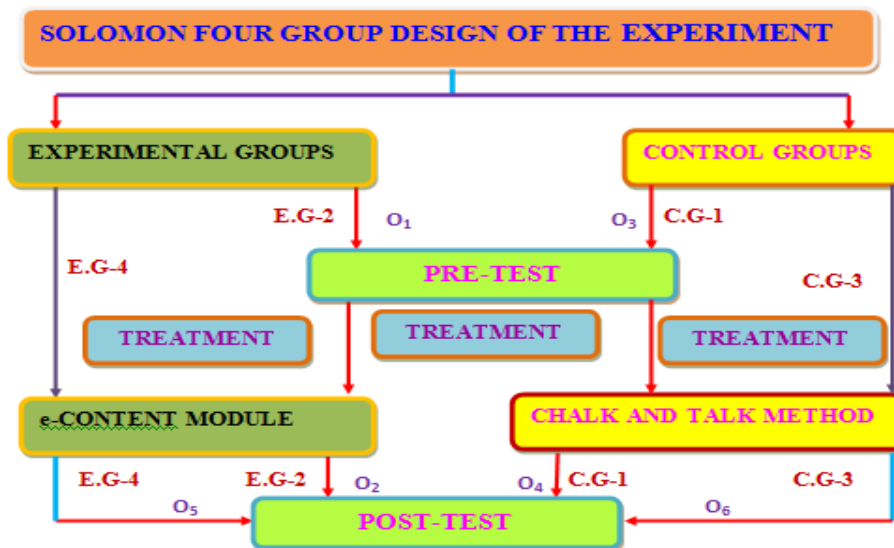 SOLOMON FOUR GROUP DESIGN OF THE EXPERIMENT
EXPERIMENTAL GROUPS
CONTROL GROUPS
E.G-2
O₁
O₃
C.G-1
E.G-4
PRE-TEST
C.G-3
TREATMENT
TREATMENT
TREATMENT
e-CONTENT MODULE
CHALK AND TALK METHOD
E.G-4
E.G-2
O₂
O₄
C.G-1
C.G-3
O₅
POST-TEST
O₆